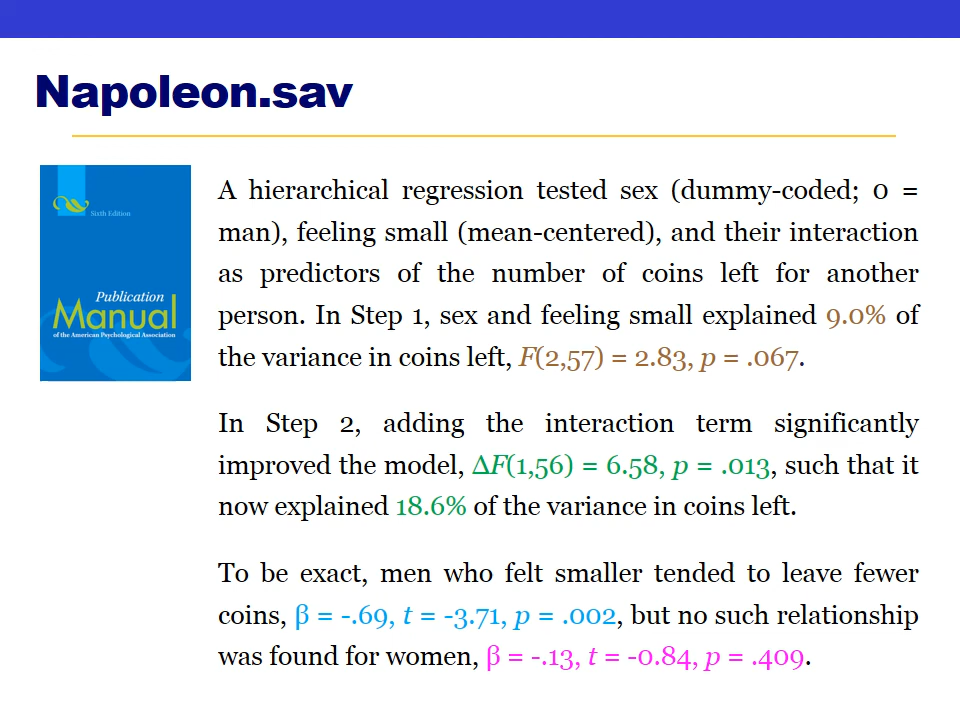 Napoleon.sav
Sixth Edition
Publication
Manual
of the American Psychological Association
A hierarchical regression tested sex (dummy-coded; 0 =
man), feeling small (mean-centered), and their interaction
as predictors of the number of coins left for another
person. In Step 1, sex and feeling small explained 9.0% of
the variance in coins left, F(2,57) = 2.83, p = .067.
In Step 2, adding the interaction term significantly
improved the model, ΔF(1,56) = 6.58, p = .013, such that it
now explained 18.6% of the variance in coins left.
To be exact, men who felt smaller tended to leave fewer
coins, β = -.69, t = -3.71, p = .002, but no such relationship
was found for women, β = -.13, t = -0.84, p = .409.